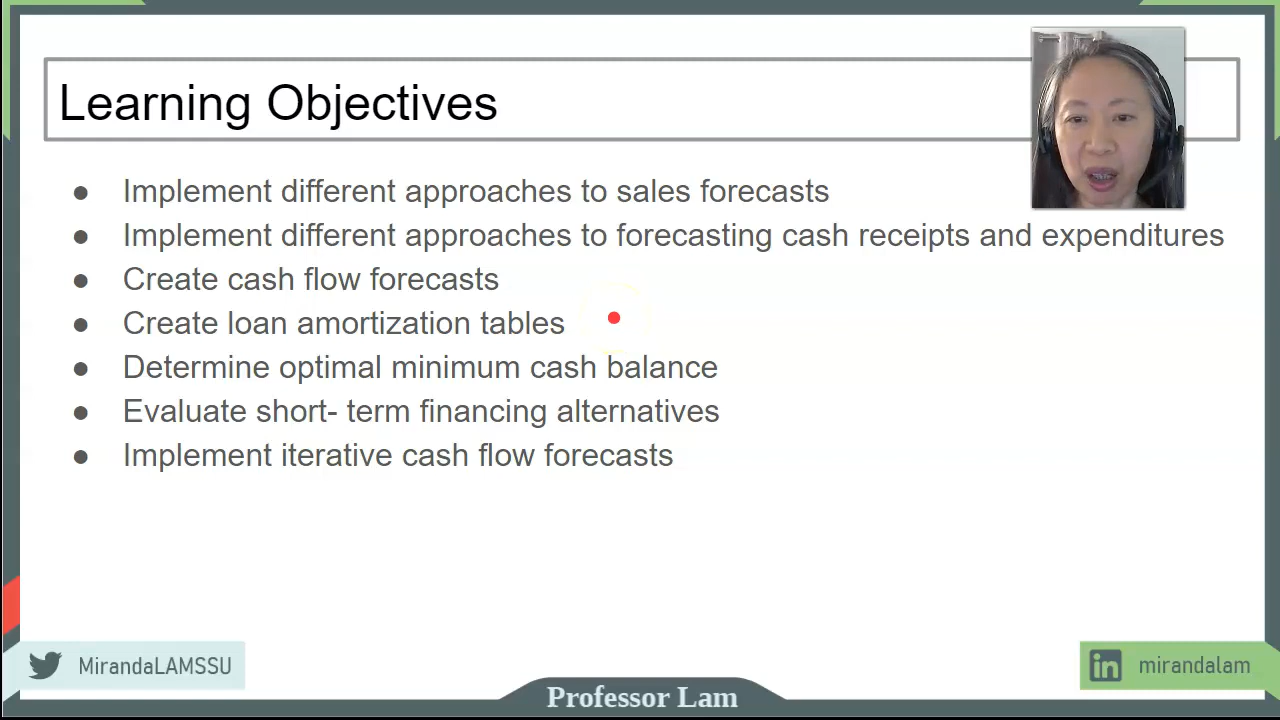 Learning Objectives
● Implement different approaches to sales forecasts
● Implement different approaches to forecasting cash receipts and expenditures
● Create cash flow forecasts
● Create loan amortization tables
● Determine optimal minimum cash balance
● Evaluate short- term financing alternatives
● Implement iterative cash flow forecasts
MirandaLAMSSU
in mirandalam
Professor Lam